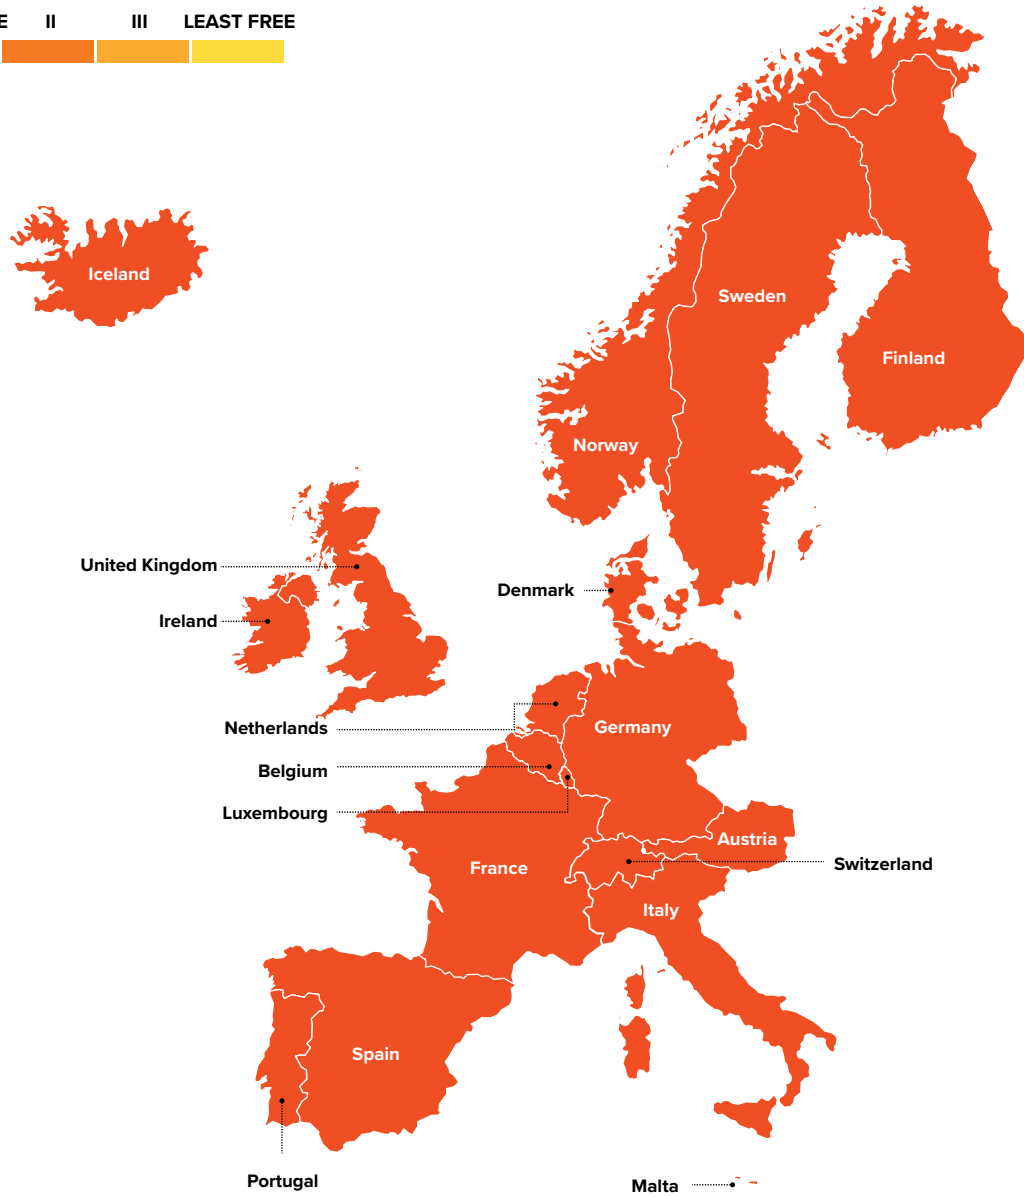 E II III LEAST FREE
Iceland
Sweden
Finland
Norway
United Kingdom
Denmark
Ireland
Netherlands
Germany
Belgium
Luxembourg
Austria
France
Switzerland
Italy
Spain
Portugal
Malta